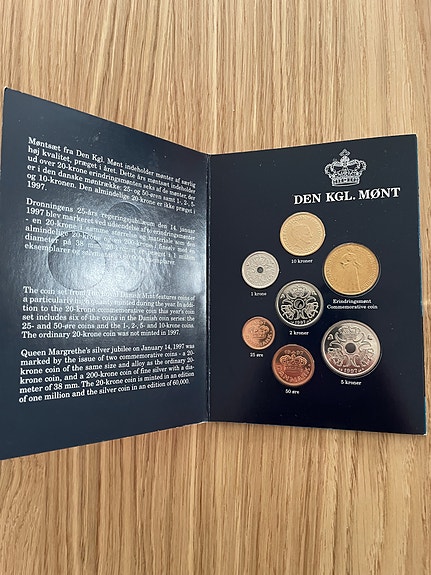 Møntsæt fra Den Kgl. Mønt indeholder mønter af særlig
høj kvalitet, præget i året. Dette års møntsæt indeholder
ud over 20-krone erindringsmønten seks af de mønter, der
er i den danske møntrække: 25- og 50-øren samt 1-, 2-, 5-
og 10-kronen. Den almindelige 20-krone er ikke præget i
1997.
Dronningens 25-års regeringsjubilæum den 14. januar
1997 blev markeret ved udsendelse af to erindringsmønter
- en 20-krone i samme størrelse og materiale som den
almindelige 20-krone, og en 200-krone, finsølv med en
diameter på 38 mm. præget i 1 million
eksemplarer
The coin set from the Royal Danish Mint features coins of
a particularly high quality minted during the year. In addi-
tion to the 20-krone commemorative coin this year's coin
set includes six of the coins in the Danish coin series: the
25- and 50-øre coins and the 1-, 2-, 5- and 10-krone coins.
The ordinary 20-krone coin was not minted in 1997.
Queen Margrethe's silver jubilee on January 14, 1997 was
marked by the issue of two commemorative coins - a 20-
krone coin of the same size and alloy as the ordinary 20-
krone coin, and a 200-krone coin of fine silver with a dia-
meter of 38 mm. The 20-krone coin is minted in an edition
of one million and the silver coin in an edition of 60,000.
DEN KGL. MØNT
10 kroner
1 krone
Erindringsmønt
Commemorative coin
2 kroner
25 øre
50 øre
5 kroner
1997